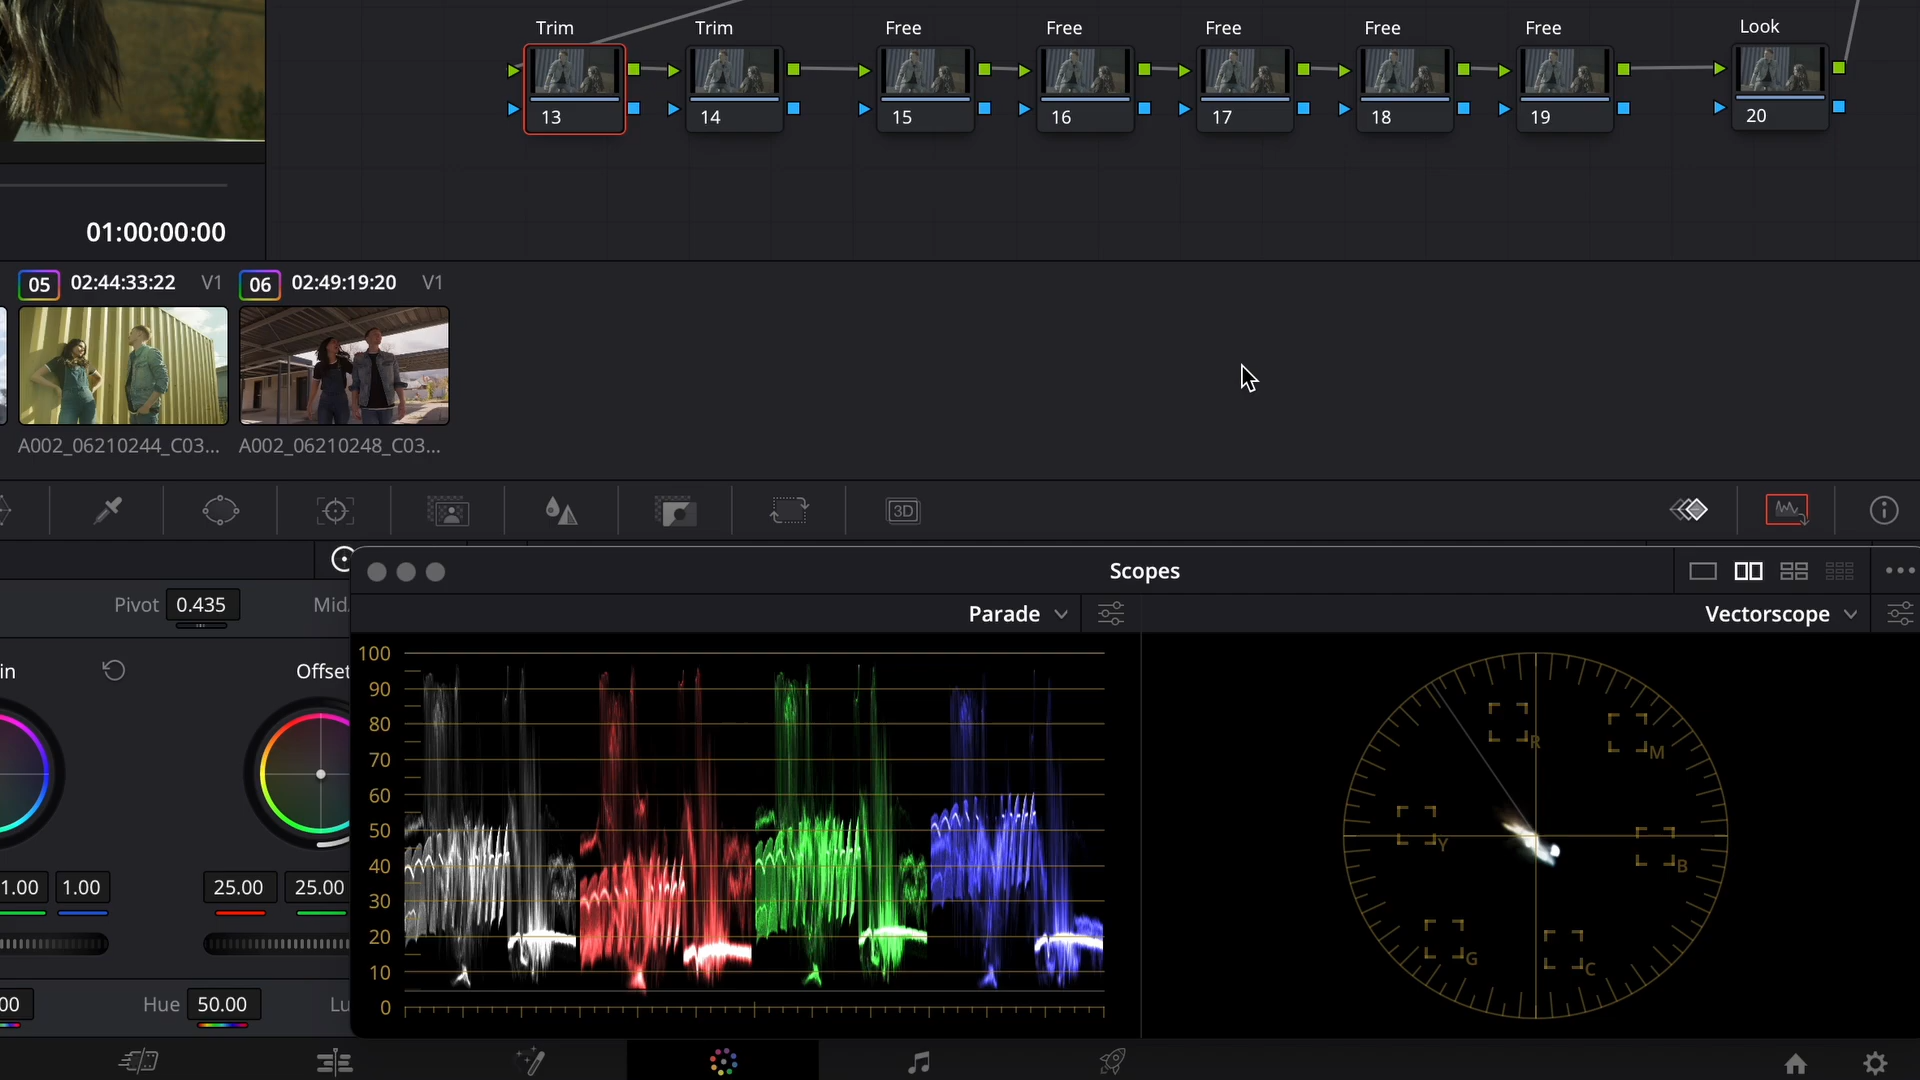 Trim Trim Free Free Free Free Free Look
13 14 15 16 17 18 19 20
01:00:00:00
05 02:44:33:22 V1 06 02:49:19:20 V1
A002_06210244_C03... A002_06210248_C03...
3D
Scopes
Pivot 0.435 Mid/
Parade Vectorscope
in Offset
100
90
80
70
60
50
40
30
20
10
0
R
M
Y
B
G
C
1.00 1.00 25.00 25.00
00 Hue 50.00 Lu